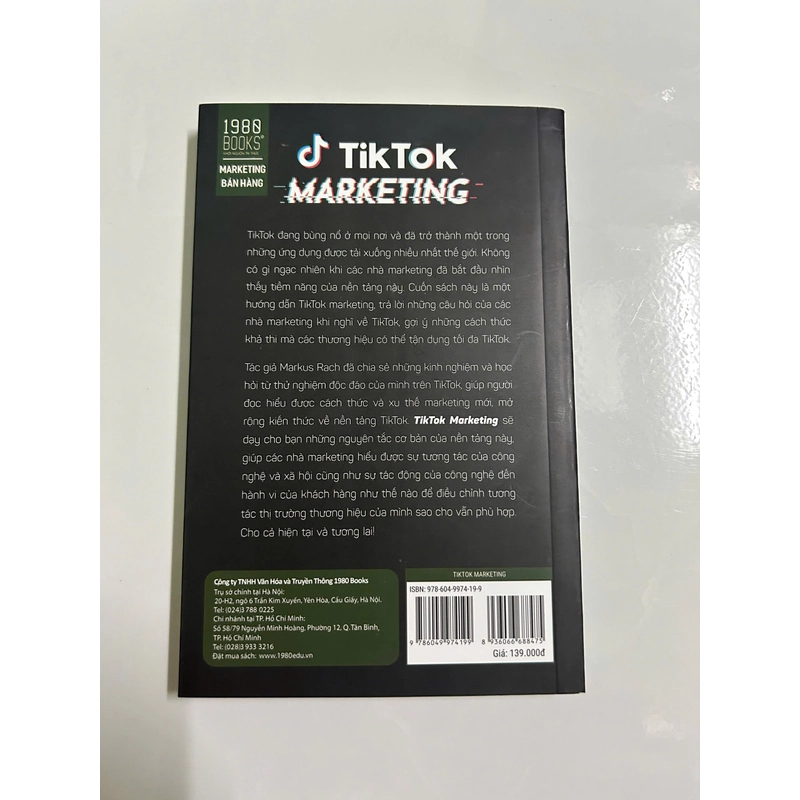 1980
BOOKS®
KHƠI NGUỒN TRI THỨC
MARKETING
BÁN HÀNG
TikTok
MARKETING
TikTok đang bùng nổ ở mọi nơi và đã trở thành một trong
những ứng dụng được tải xuống nhiều nhất thế giới. Không
có gì ngạc nhiên khi các nhà marketing đã bắt đầu nhìn
thấy tiềm năng của nền tảng này. Cuốn sách này là một
hướng dẫn TikTok marketing, trả lời những câu hỏi của các
nhà marketing khi nghĩ về TikTok, gợi ý những cách thức
khả thi mà các thương hiệu có thể tận dụng tối đa TikTok.
Tác giả Markus Rach đã chia sẻ những kinh nghiệm và học
hỏi từ thử nghiệm độc đáo của mình trên TikTok, giúp người
đọc hiểu được cách thức và xu thế marketing mới, mở
rộng kiến thức về nền tảng TikTok. TikTok Marketing sẽ
dạy cho bạn những nguyên tắc cơ bản của nền tảng này,
giúp các nhà marketing hiểu được sự tương tác của công
nghệ và xã hội cũng như sự tác động của công nghệ đến
hành vi của khách hàng như thế nào để điều chỉnh tương
tác thị trường thương hiệu của mình sao cho vẫn phù hợp.
Cho cả hiện tại và tương lai!
Công ty TNHH Văn Hóa và Truyền Thông 1980 Books
Trụ sở chính tại Hà Nội:
20-H2, ngõ 6 Trần Kim Xuyến, Yên Hòa, Cầu Giấy, Hà Nội.
Tel: (024)3 788 0225
Chi nhánh tại TP. Hồ Chí Minh:
Số 58/79 Nguyễn Minh Hoàng, Phường 12, Q.Tân Bình,
TP. Hồ Chí Minh
Tel: (028)3 933 3216
Đặt mua sách: www.1980edu.vn
TIKTOK MARKETING
ISBN: 978-604-9974-19-9
9 786049 974199
8 936066 688475
Giá: 139.000đ